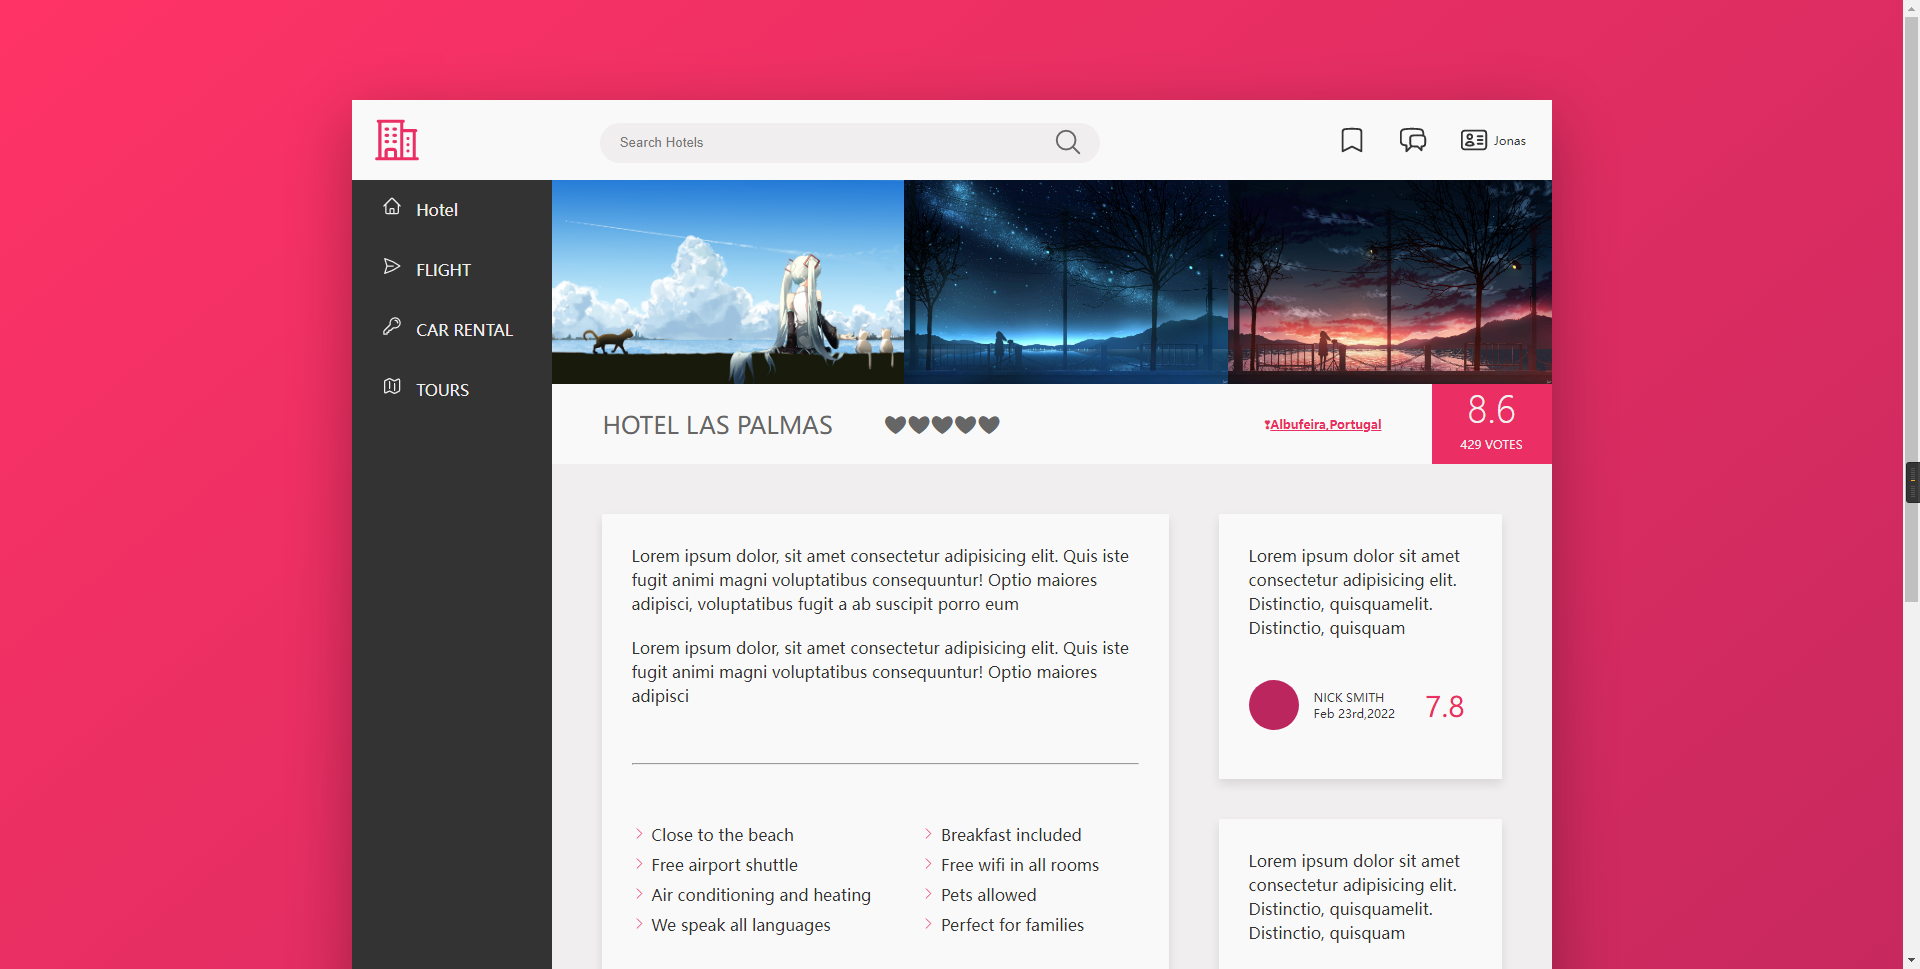 Search Hotels
Jonas
Hotel
FLIGHT
CAR RENTAL
TOURS
HOTEL LAS PALMAS
Albufeira,Portugal
8.6
429 VOTES
Lorem ipsum dolor, sit amet consectetur adipisicing elit. Quis iste
fugit animi magni voluptatibus consequuntur! Optio maiores
adipisci, voluptatibus fugit a ab suscipit porro eum
Lorem ipsum dolor, sit amet consectetur adipisicing elit. Quis iste
fugit animi magni voluptatibus consequuntur! Optio maiores
adipisci
Close to the beach
Free airport shuttle
Air conditioning and heating
We speak all languages
Breakfast included
Free wifi in all rooms
Pets allowed
Perfect for families
Lorem ipsum dolor sit amet
consectetur adipisicing elit.
Distinctio, quisquamelit.
Distinctio, quisquam
NICK SMITH
Feb 23rd,2022
7.8
Lorem ipsum dolor sit amet
consectetur adipisicing elit.
Distinctio, quisquamelit.
Distinctio, quisquam